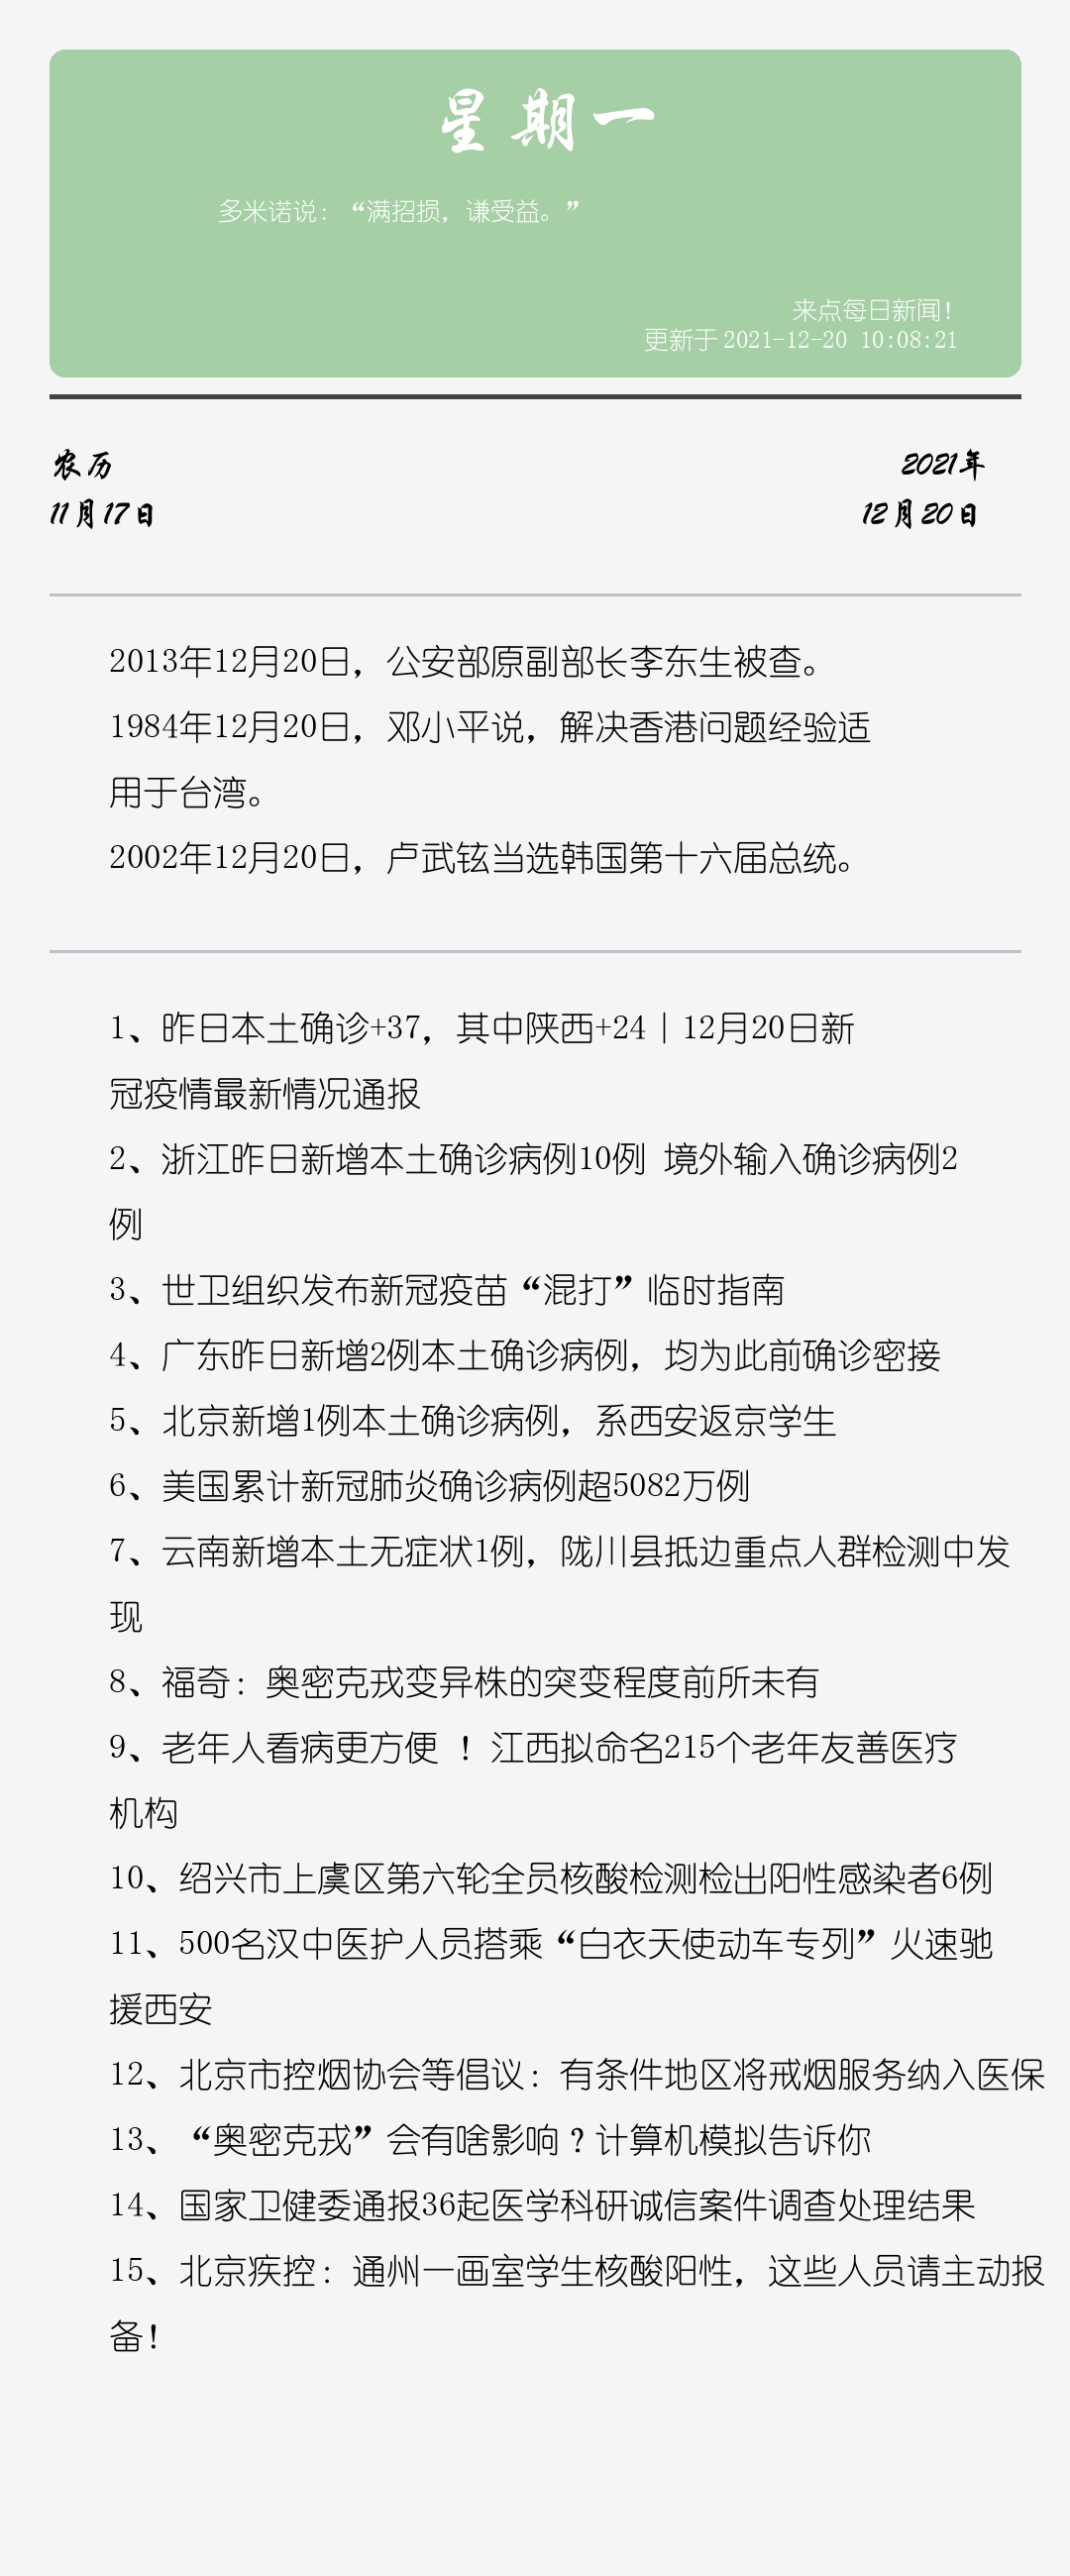 星期一
多米诺说：“满招损，谦受益。”
来点每日新闻！
更新于2021-12-20 10:08:21
农历
2021年
11月17日
12月20日
2013年12月20日，公安部原副部长李东生被查。
1984年12月20日，邓小平说，解决香港问题经验适
用于台湾。
2002年12月20日，卢武铉当选韩国第十六届总统。
1、昨日本土确诊+37，其中陕西+24丨12月20日新
冠疫情最新情况通报
2、浙江昨日新增本土确诊病例10例 境外输入确诊病例2
例
3、世卫组织发布新冠疫苗“混打”临时指南
4、广东昨日新增2例本土确诊病例，均为此前确诊密接
5、北京新增1例本土确诊病例，系西安返京学生
6、美国累计新冠肺炎确诊病例超5082万例
7、云南新增本土无症状1例，陇川县抵边重点人群检测中发
现
8、福奇：奥密克戎变异株的突变程度前所未有
9、老年人看病更方便 ！江西拟命名215个老年友善医疗
机构
10、绍兴市上虞区第六轮全员核酸检测检出阳性感染者6例
11、500名汉中医护人员搭乘“白衣天使动车专列”火速驰
援西安
12、北京市控烟协会等倡议：有条件地区将戒烟服务纳入医保
13、“奥密克戎”会有啥影响？计算机模拟告诉你
14、国家卫健委通报36起医学科研诚信案件调查处理结果
15、北京疾控：通州一画室学生核酸阳性，这些人员请主动报
备！